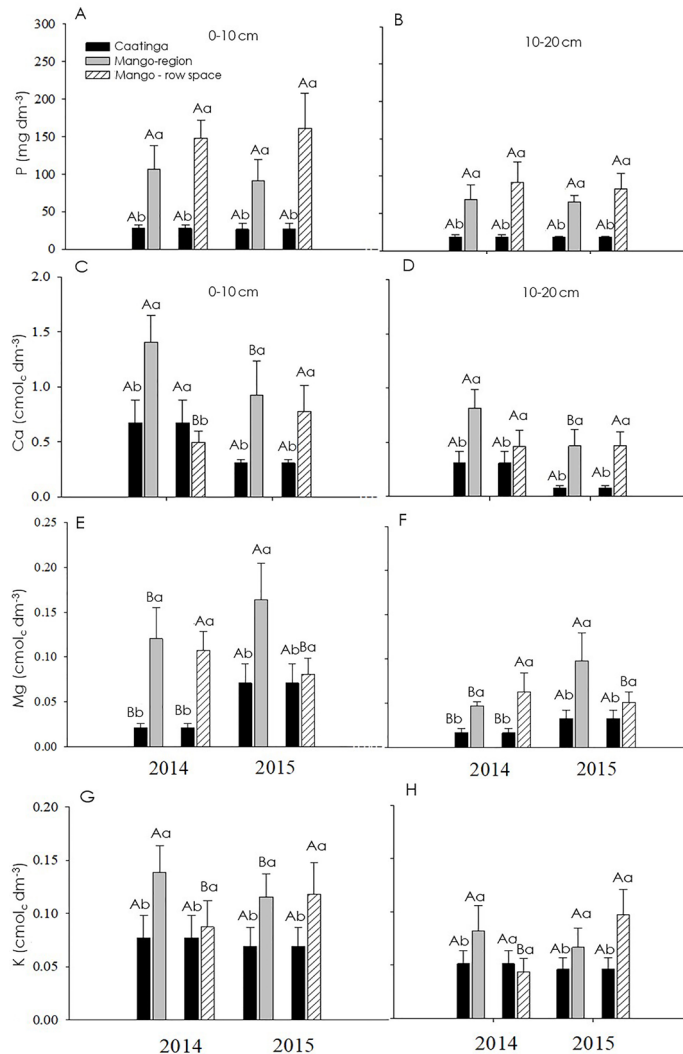 A
0-10 cm
Caatinga
Mango-region
Mango - row space
P (mg dm-3)
300
250
200
150
100
50
0
Ab Aa Ab Aa Ab Aa Ab Aa
B
10-20 cm
Ab Aa Ab Aa Ab Aa Ab Aa
C
0-10 cm
Ca (cmolc dm-3)
2.0
1.5
1.0
0.5
0.0
Ab Aa Aa Bb Ab Ba Ab Aa
D
10-20 cm
Ab Aa Ab Aa Ab Ba Ab Aa
E
Mg (cmolc dm-3)
0.25
0.20
0.15
0.10
0.05
0.00
Bb Ba Bb Aa Ab Aa Ab Ba
2014 2015
F
Bb Ba Bb Aa Ab Aa Ab Ba
2014 2015
G
K (cmolc dm-3)
0.20
0.15
0.10
0.05
0.00
Ab Aa Ab Ba Ab Ba Ab Aa
2014 2015
H
Ab Aa Aa Ba Ab Aa Ab Aa
2014 2015